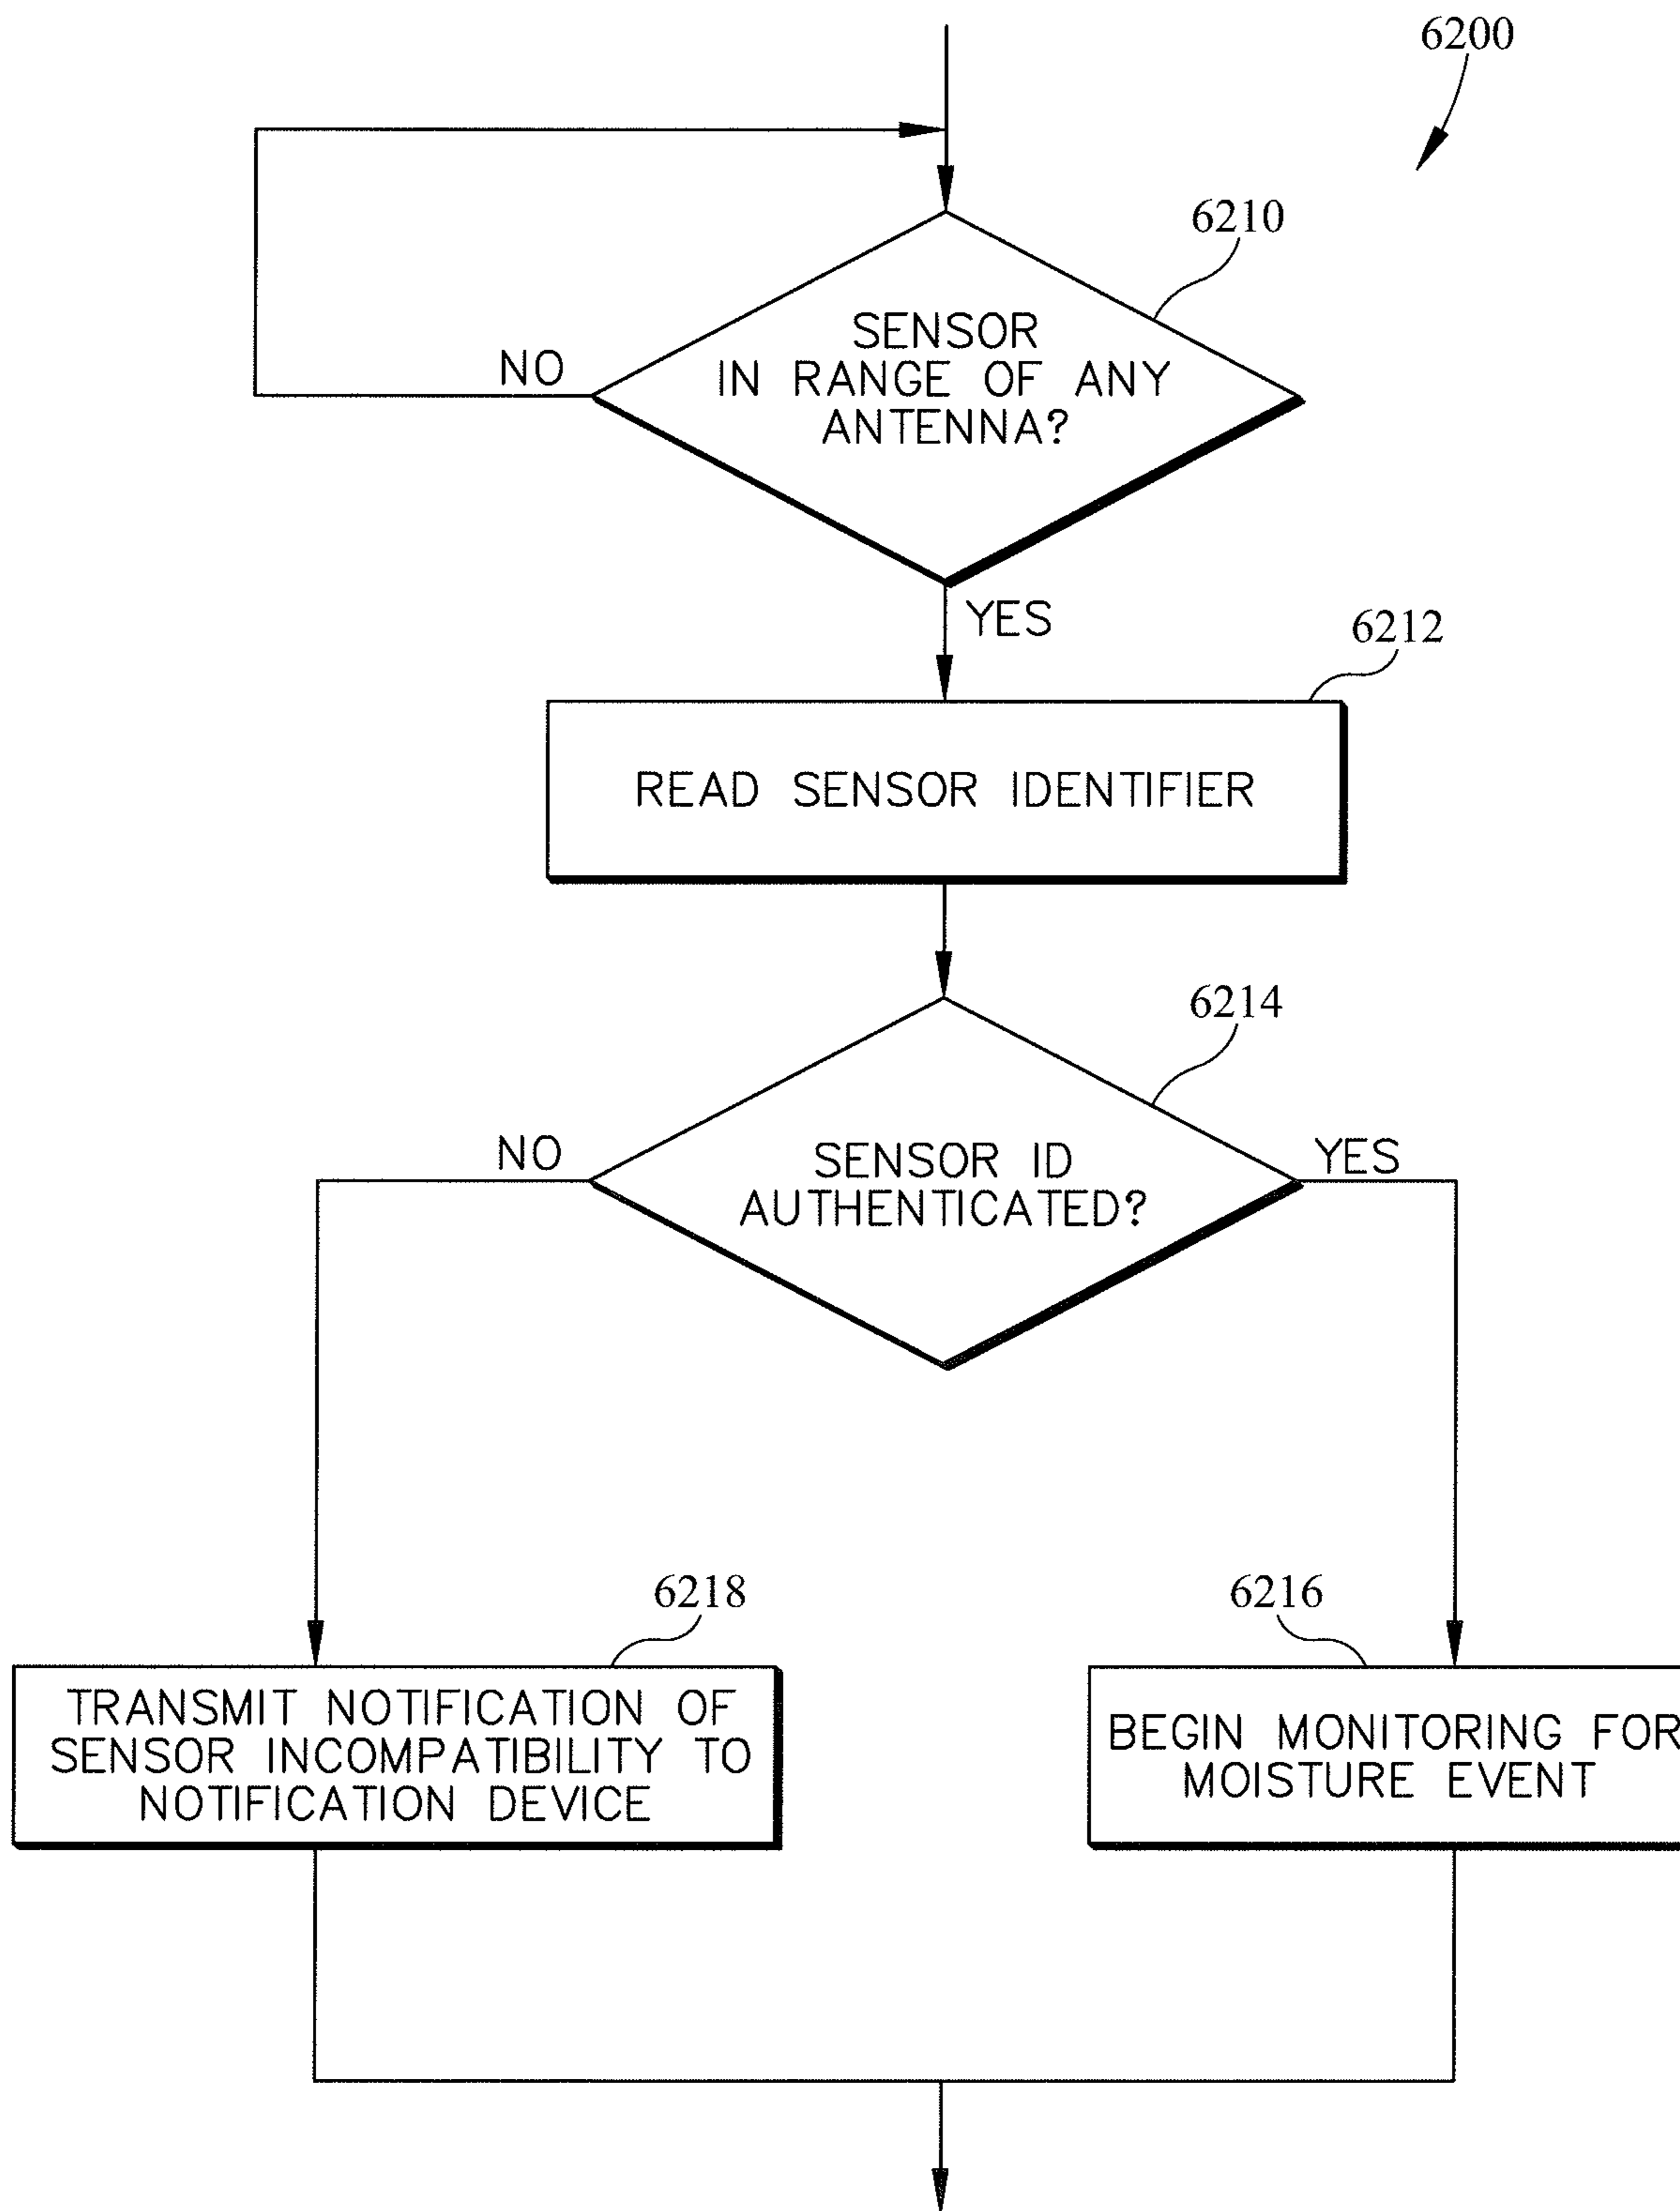 6200
6210
SENSOR
IN RANGE OF ANY
ANTENNA?
NO
YES
6212
READ SENSOR IDENTIFIER
6214
NO
SENSOR ID
AUTHENTICATED?
YES
6218
TRANSMIT NOTIFICATION OF
SENSOR INCOMPATIBILITY TO
NOTIFICATION DEVICE
6216
BEGIN MONITORING FOR
MOISTURE EVENT